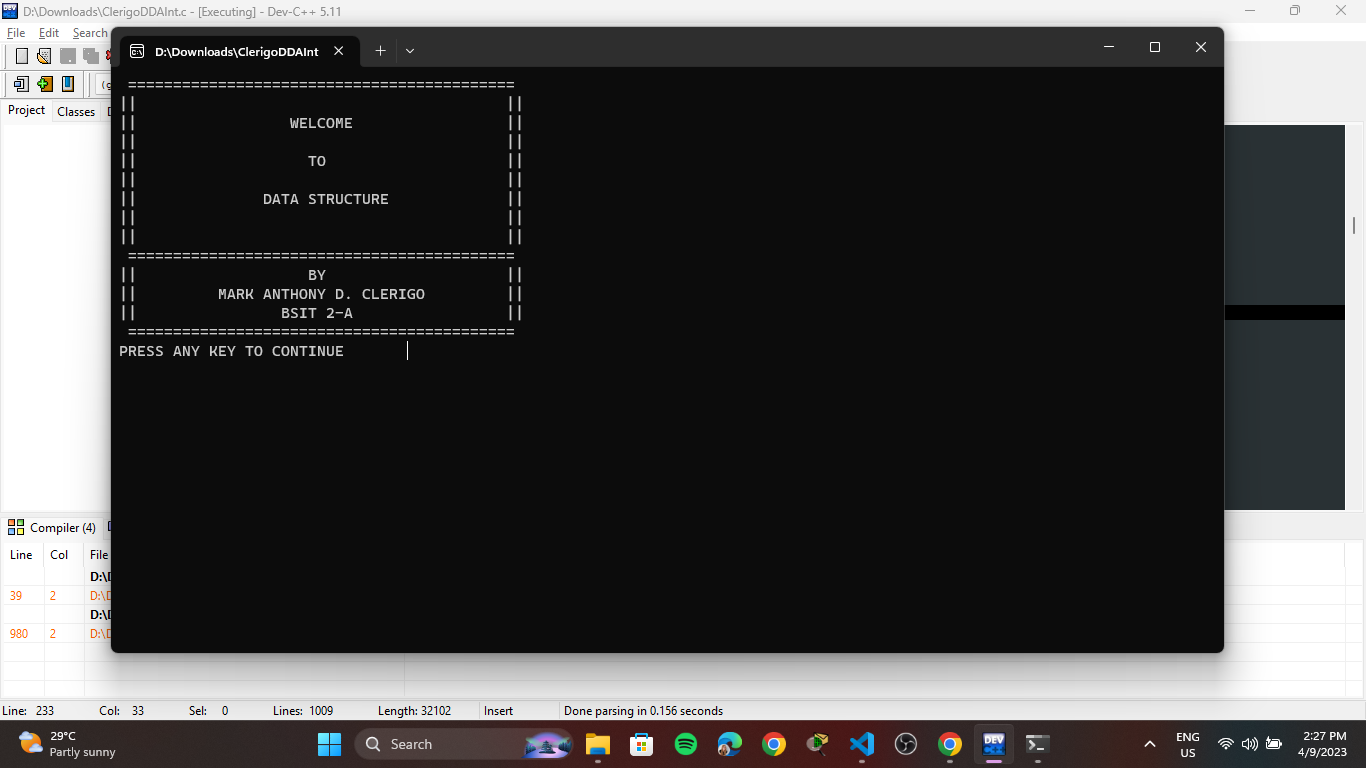 D:\Downloads\ClerigoDDAInt.c - [Executing] - Dev-C++ 5.11
File Edit Search
D:\Downloads\ClerigoDDAInt
(g
Project Classes
===========================================
|| ||
|| WELCOME ||
|| ||
|| TO ||
|| ||
|| DATA STRUCTURE ||
|| ||
|| ||
===========================================
|| BY ||
|| MARK ANTHONY D. CLERIGO ||
|| BSIT 2-A ||
===========================================
PRESS ANY KEY TO CONTINUE
Compiler (4)
Line Col File
D:\D
39 2 D:\D
D:\D
980 2 D:\D
Line: 233 Col: 33 Sel: 0 Lines: 1009 Length: 32102 Insert Done parsing in 0.156 seconds
29°C
Partly sunny
Search
DEV
ENG
US
2:27 PM
4/9/2023